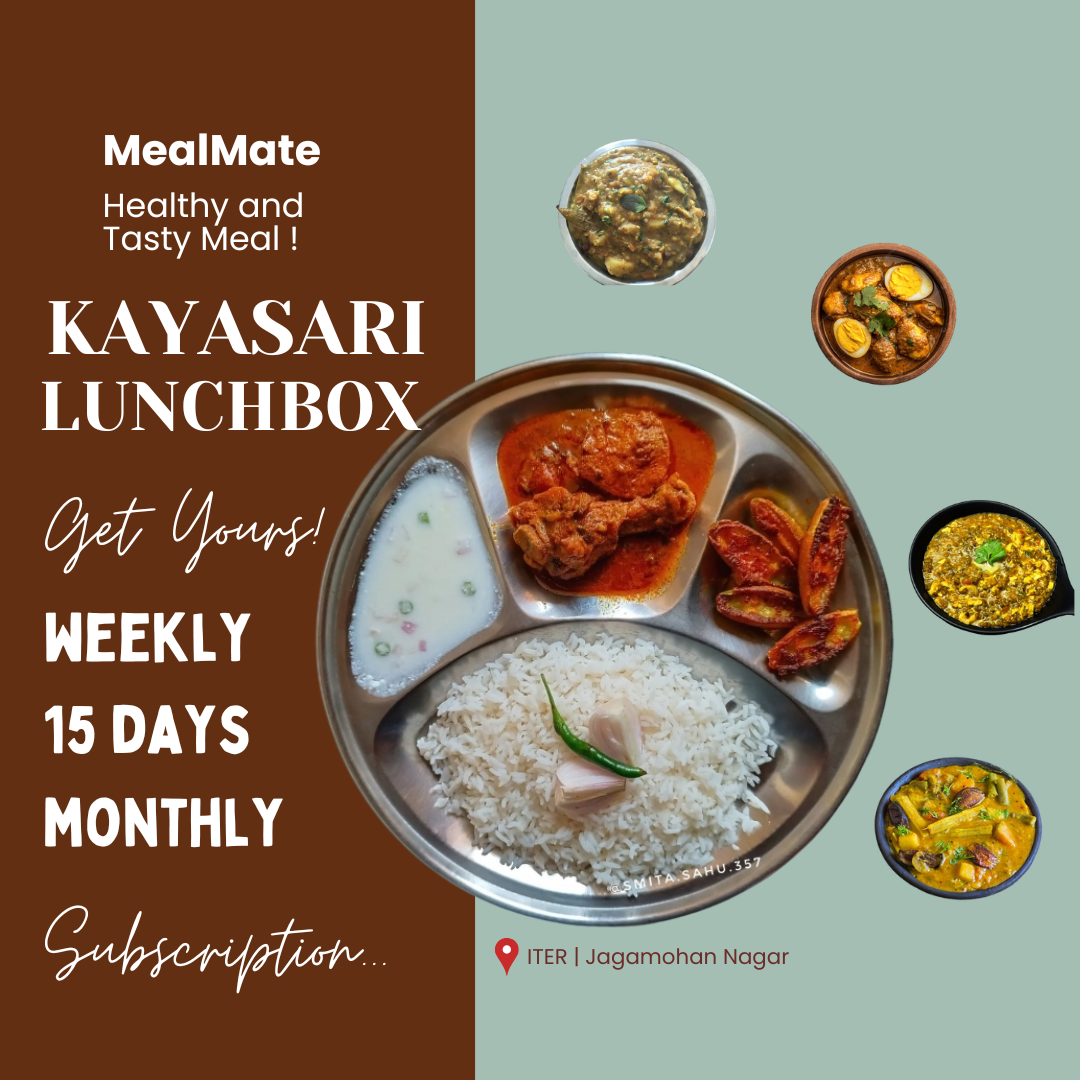 MealMate
Healthy and
Tasty Meal !
KAYASARI
LUNCHBOX
Get Yours!
WEEKLY
15 DAYS
MONTHLY
Subscription...
@SMITA.SAHU.357
ITER | Jagamohan Nagar